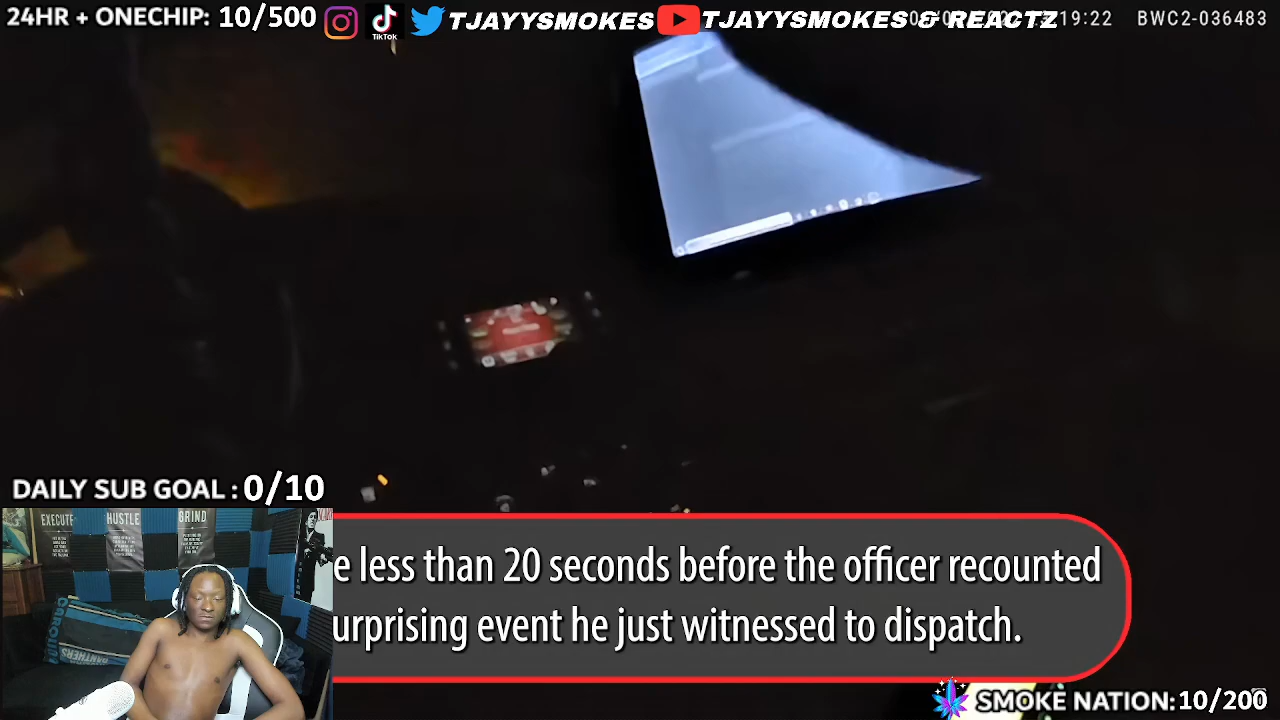 24HR + ONECHIP: 10/500
TikTok
TJAYYSMOKES
TJAYYSMOKES & REACTZ
19:22 BWC2-036483
DAILY SUB GOAL : 0/10
EXECUTE
HUSTLE
GRIND
PANTHERS
e less than 20 seconds before the officer recounted
urprising event he just witnessed to dispatch.
SMOKE NATION: 10/200